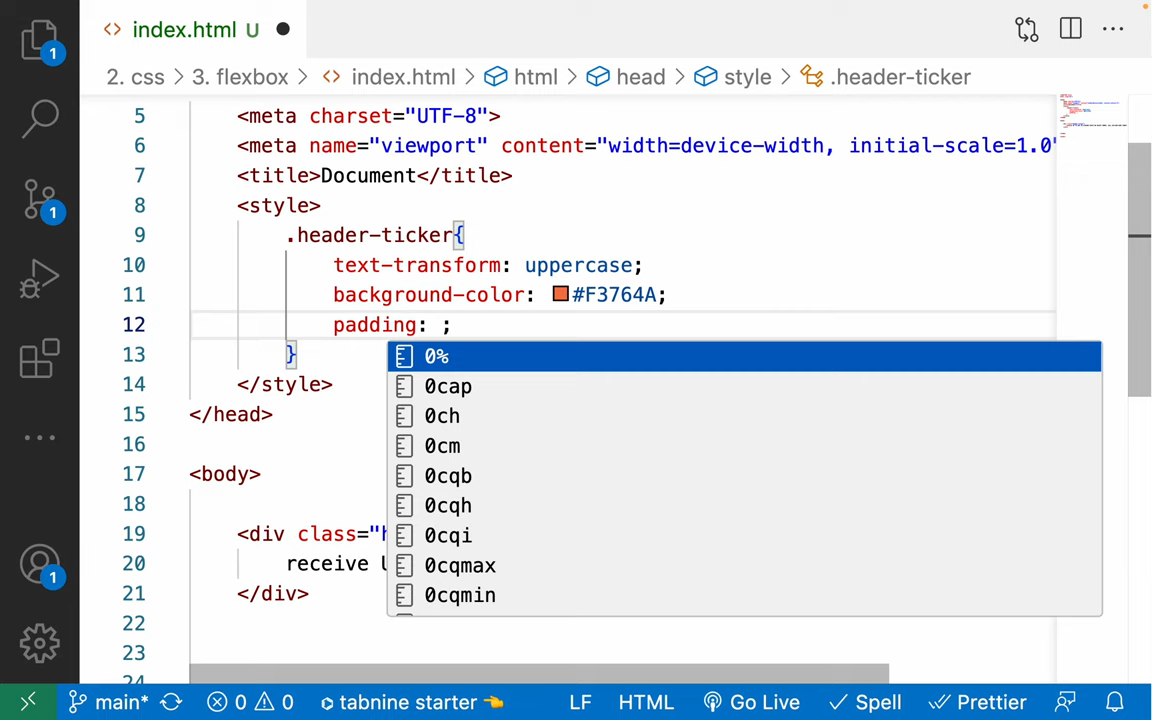 index.html U
1
2. css > 3. flexbox > <> index.html > html > head > style > .header-ticker
5 <meta charset="UTF-8">
6 <meta name="viewport" content="width=device-width, initial-scale=1.0"
7 <title>Document</title>
8 <style>
9 .header-ticker{
10 text-transform: uppercase;
11 background-color: #F3764A;
12 padding: ;
13 }
0%
14 </style>
0cap
15 </head>
0ch
16
0cm
17 <body>
0cqb
18
0cqh
19 <div class="h
0cqi
20 receive U
0cqmax
21 </div>
0cqmin
22
23
24
1
1
main* 0 0 tabnine starter LF HTML Go Live Spell Prettier